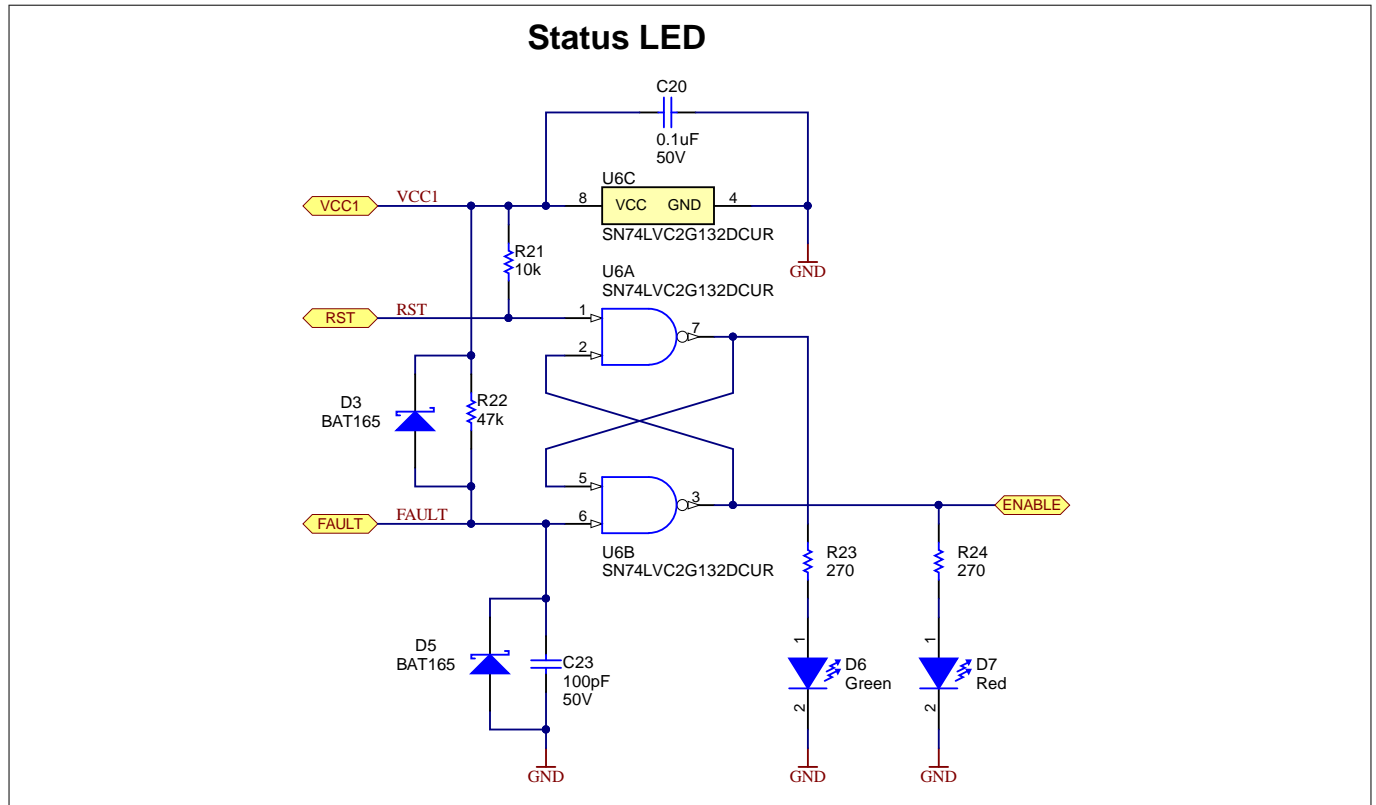 Status LED
C20
0.1uF
50V
U6C
VCC1
VCC1
8
VCC
GND
4
SN74LVC2G132DCUR
R21
10k
GND
U6A
SN74LVC2G132DCUR
RST
RST
1
7
2
D3
BAT165
R22
47k
5
3
ENABLE
FAULT
FAULT
6
U6B
SN74LVC2G132DCUR
R23
270
R24
270
D5
BAT165
C23
100pF
50V
1
D6
Green
2
1
D7
Red
2
GND
GND
GND